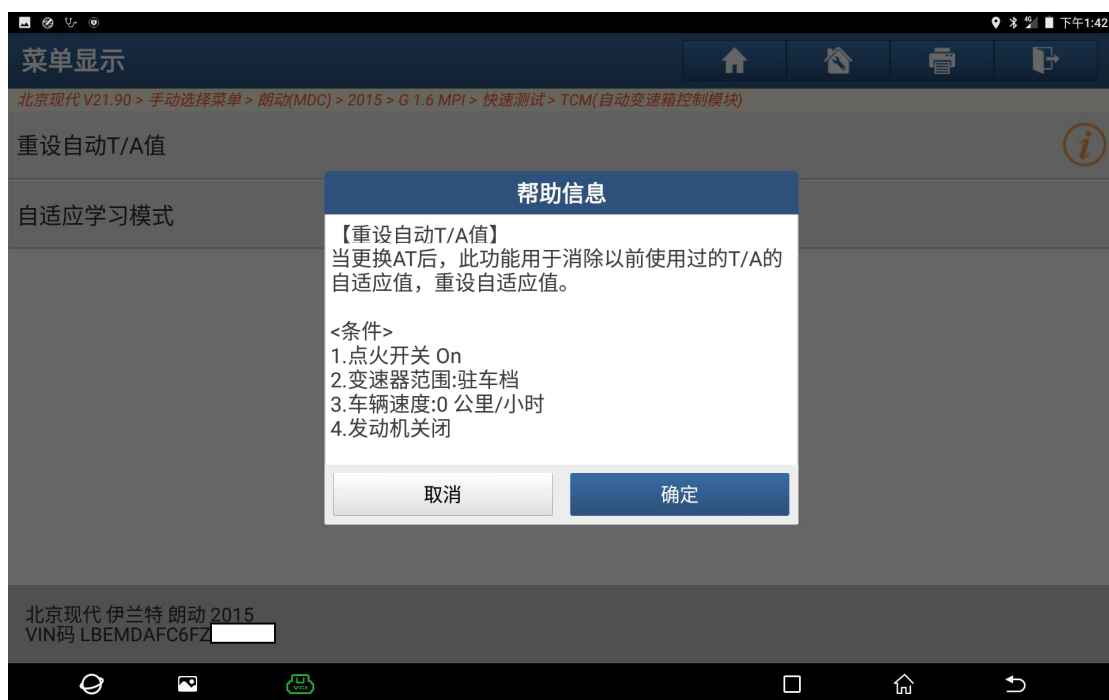 4G 下午1:42
菜单显示
北京现代 V21.90 > 手动选择菜单 > 朗动(MDC) > 2015 > G 1.6 MPI > 快速测试 > TCM(自动变速箱控制模块)
重设自动T/A值
自适应学习模式
帮助信息
【重设自动T/A值】
当更换AT后，此功能用于消除以前使用过的T/A的
自适应值，重设自适应值。
<条件>
1.点火开关 On
2.变速器范围:驻车档
3.车辆速度:0 公里/小时
4.发动机关闭
取消
确定
北京现代 伊兰特 朗动 2015
VIN码 LBEMDAFC6FZ
VCI